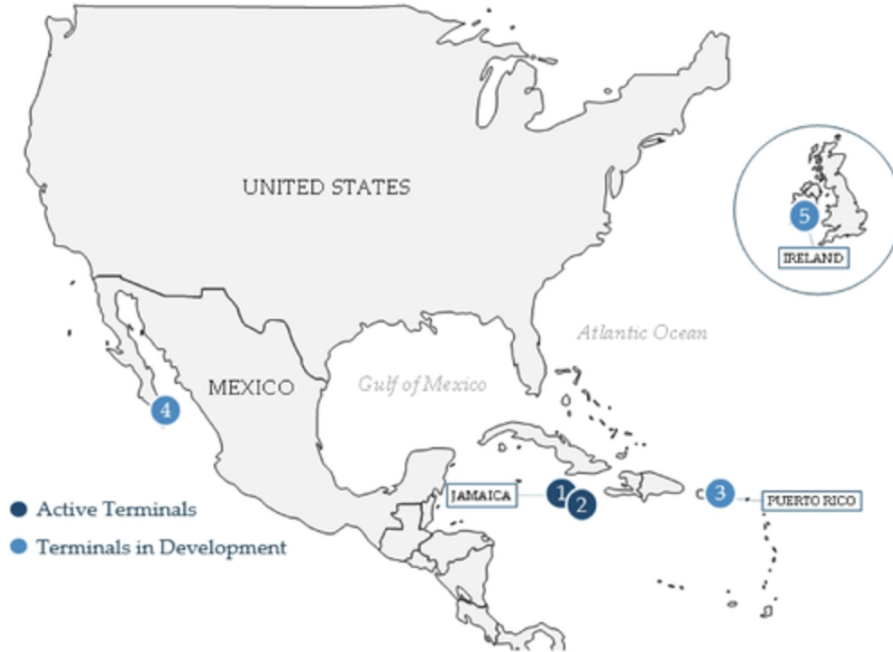 UNITED STATES
5
IRELAND
Atlantic Ocean
Gulf of Mexico
MEXICO
4
JAMAICA
1
2
3
PUERTO RICO
Active Terminals
Terminals in Development